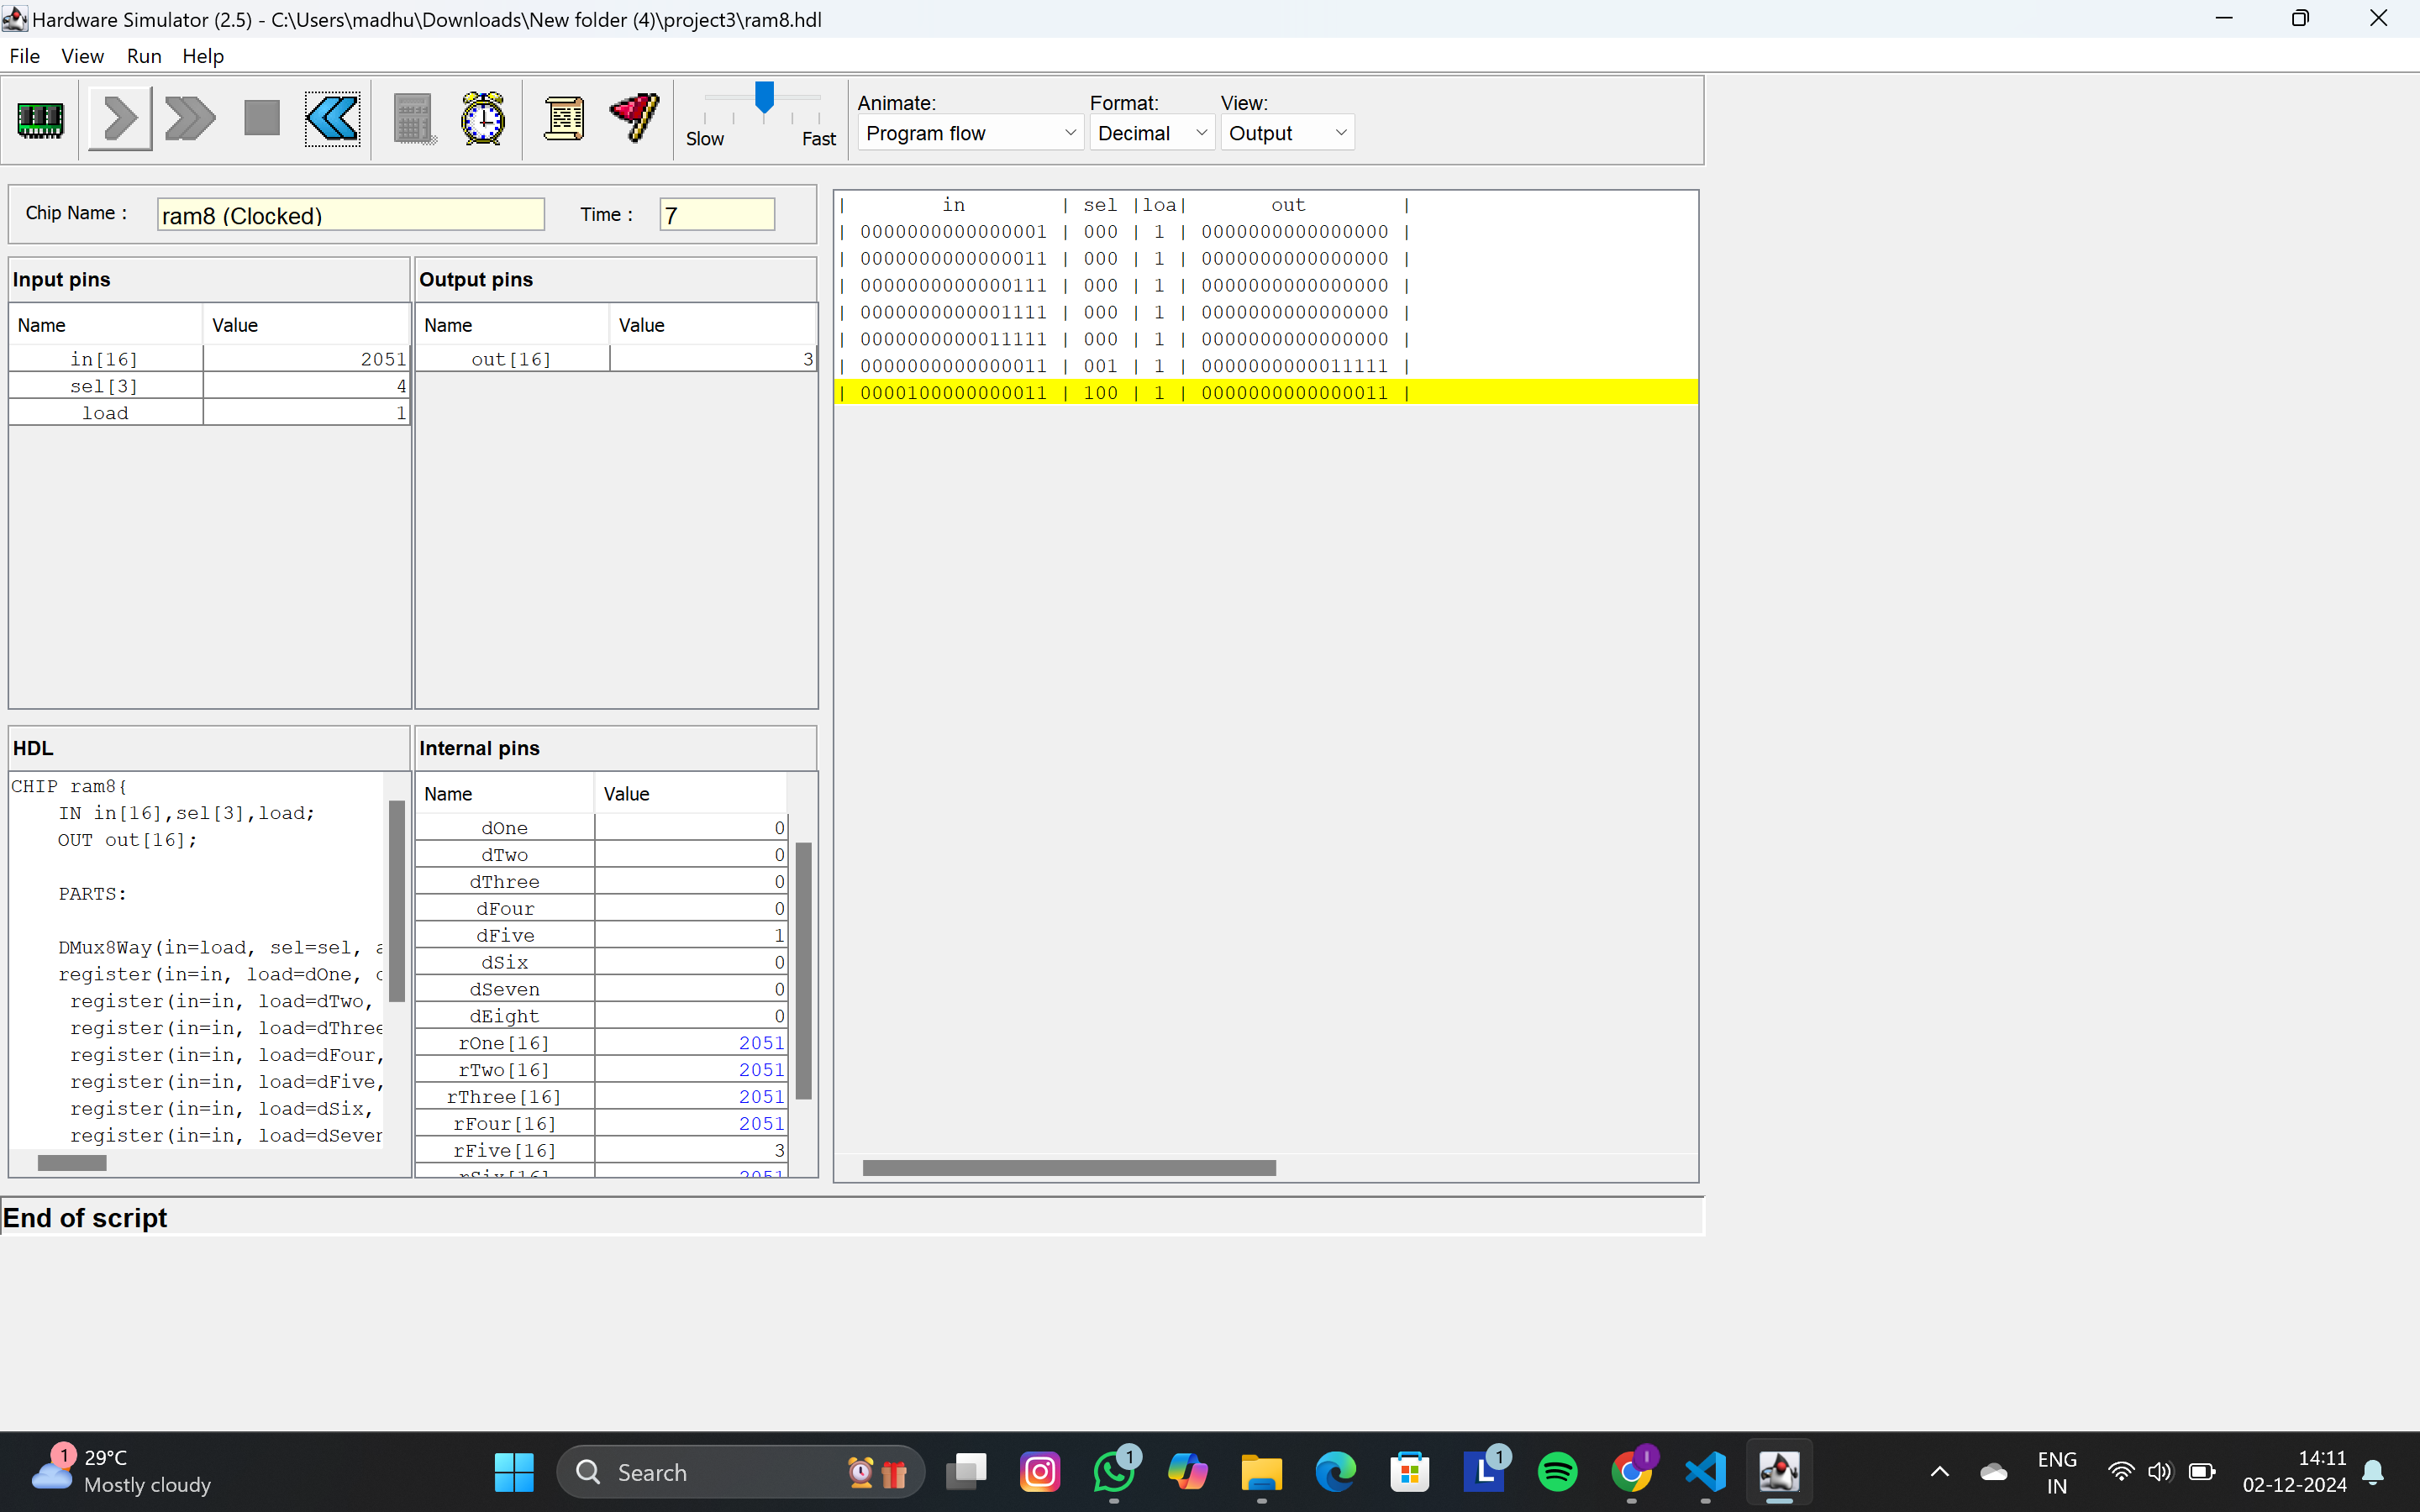 Hardware Simulator (2.5) - C:\Users\madhu\Downloads\New folder (4)\project3\ram8.hdl
File View Run Help
Animate: Format: View:
Slow Fast Program flow Decimal Output
Chip Name : ram8 (Clocked) Time : 7
Input pins
Name Value
in[16] 2051
sel[3] 4
load 1
Output pins
Name Value
out[16] 3
| in | sel |loa| out |
| 0000000000000001 | 000 | 1 | 0000000000000000 |
| 0000000000000011 | 000 | 1 | 0000000000000000 |
| 0000000000000111 | 000 | 1 | 0000000000000000 |
| 0000000000001111 | 000 | 1 | 0000000000000000 |
| 0000000000011111 | 000 | 1 | 0000000000000000 |
| 0000000000000011 | 001 | 1 | 0000000000011111 |
| 0000100000000011 | 100 | 1 | 0000000000000011 |
HDL
CHIP ram8{
IN in[16],sel[3],load;
OUT out[16];
PARTS:
DMux8Way(in=load, sel=sel,
register(in=in, load=dOne,
register(in=in, load=dTwo,
register(in=in, load=dThree
register(in=in, load=dFour,
register(in=in, load=dFive,
register(in=in, load=dSix,
register(in=in, load=dSeven
Internal pins
Name Value
dOne 0
dTwo 0
dThree 0
dFour 0
dFive 1
dSix 0
dSeven 0
dEight 0
rOne[16] 2051
rTwo[16] 2051
rThree[16] 2051
rFour[16] 2051
rFive[16] 3
End of script
1 29°C
Mostly cloudy
Search
1
L 1
ENG
IN
14:11
02-12-2024